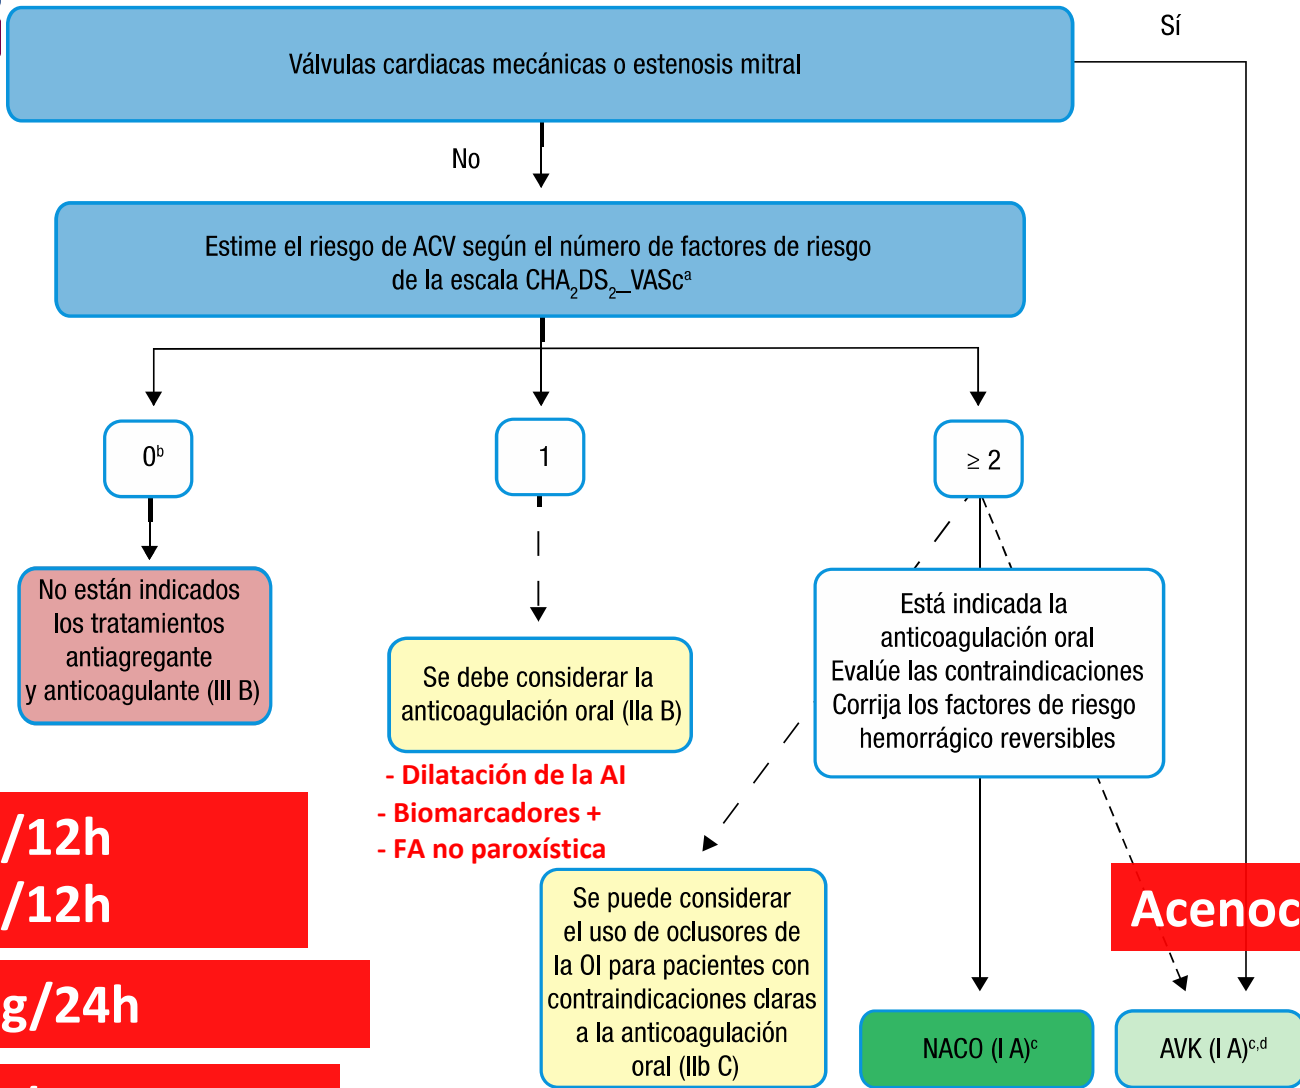 Válvulas cardiacas mecánicas o estenosis mitral
Sí
No
Estime el riesgo de ACV según el número de factores de riesgo
de la escala CHA₂DS₂_VAScᵃ
0ᵇ
1
≥ 2
No están indicados
los tratamientos
antiagregante
y anticoagulante (III B)
Se debe considerar la
anticoagulación oral (IIa B)
- Dilatación de la AI
- Biomarcadores +
- FA no paroxística
Está indicada la
anticoagulación oral
Evalúe las contraindicaciones
Corrija los factores de riesgo
hemorrágico reversibles
/12h
/12h
g/24h
Se puede considerar
el uso de oclusores de
la OI para pacientes con
contraindicaciones claras
a la anticoagulación
oral (IIb C)
Acenoc
NACO (I A)ᶜ
AVK (I A)ᶜ,ᵈ